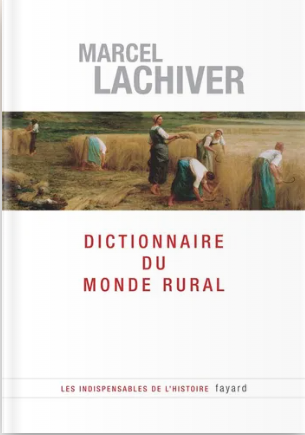 MARCEL
LACHIVER
DICTIONNAIRE
DU
MONDE RURAL
LES INDISPENSABLES DE L'HISTOIRE fayard